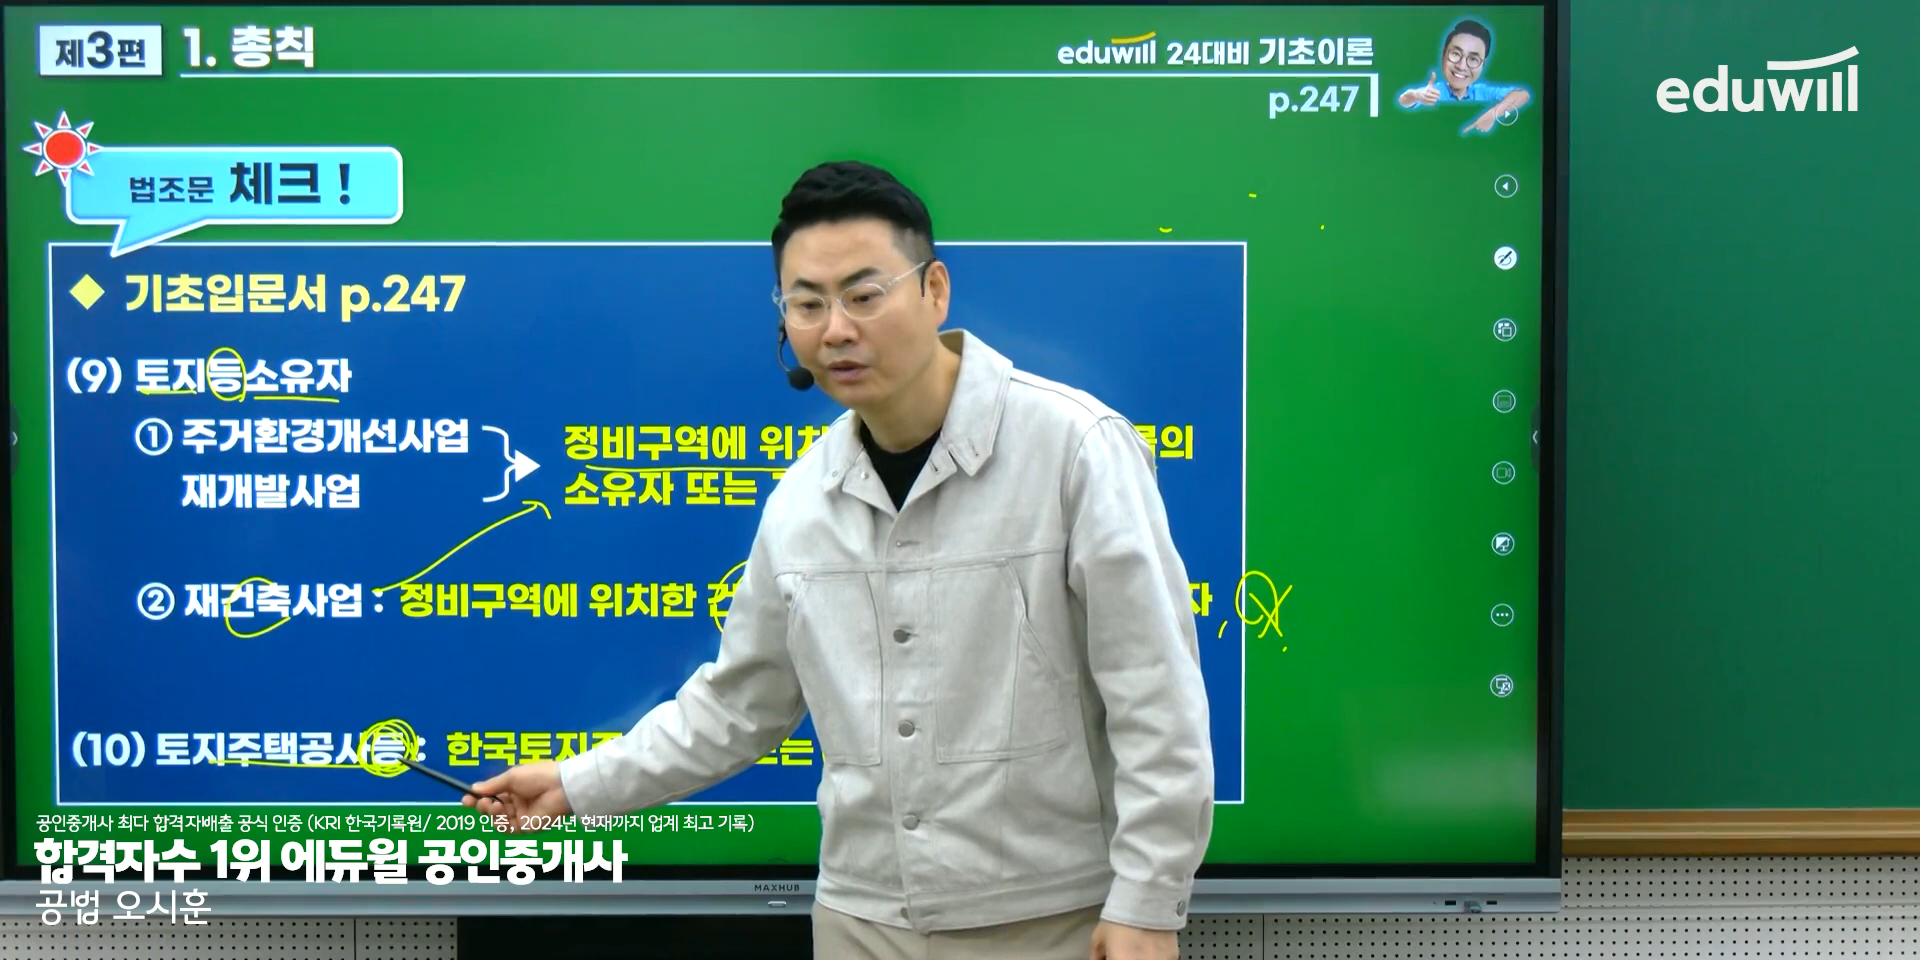 제3편 1. 총칙
eduwill 24대비 기초이론
p.247
eduwill
법조문 체크 !
◆ 기초입문서 p.247
(9) 토지등소유자
① 주거환경개선사업
재개발사업
정비구역에 위치
의
소유자 또는
② 재건축사업 : 정비구역에 위치한
자
(10) 토지주택공사등 : 한국토지
또는
공인중개사 최다 합격자배출 공식 인증 (KRI 한국기록원/ 2019 인증, 2024년 현재까지 업계 최고 기록)
합격자수 1위 에듀윌 공인중개사
공법 오시훈
MAXHUB